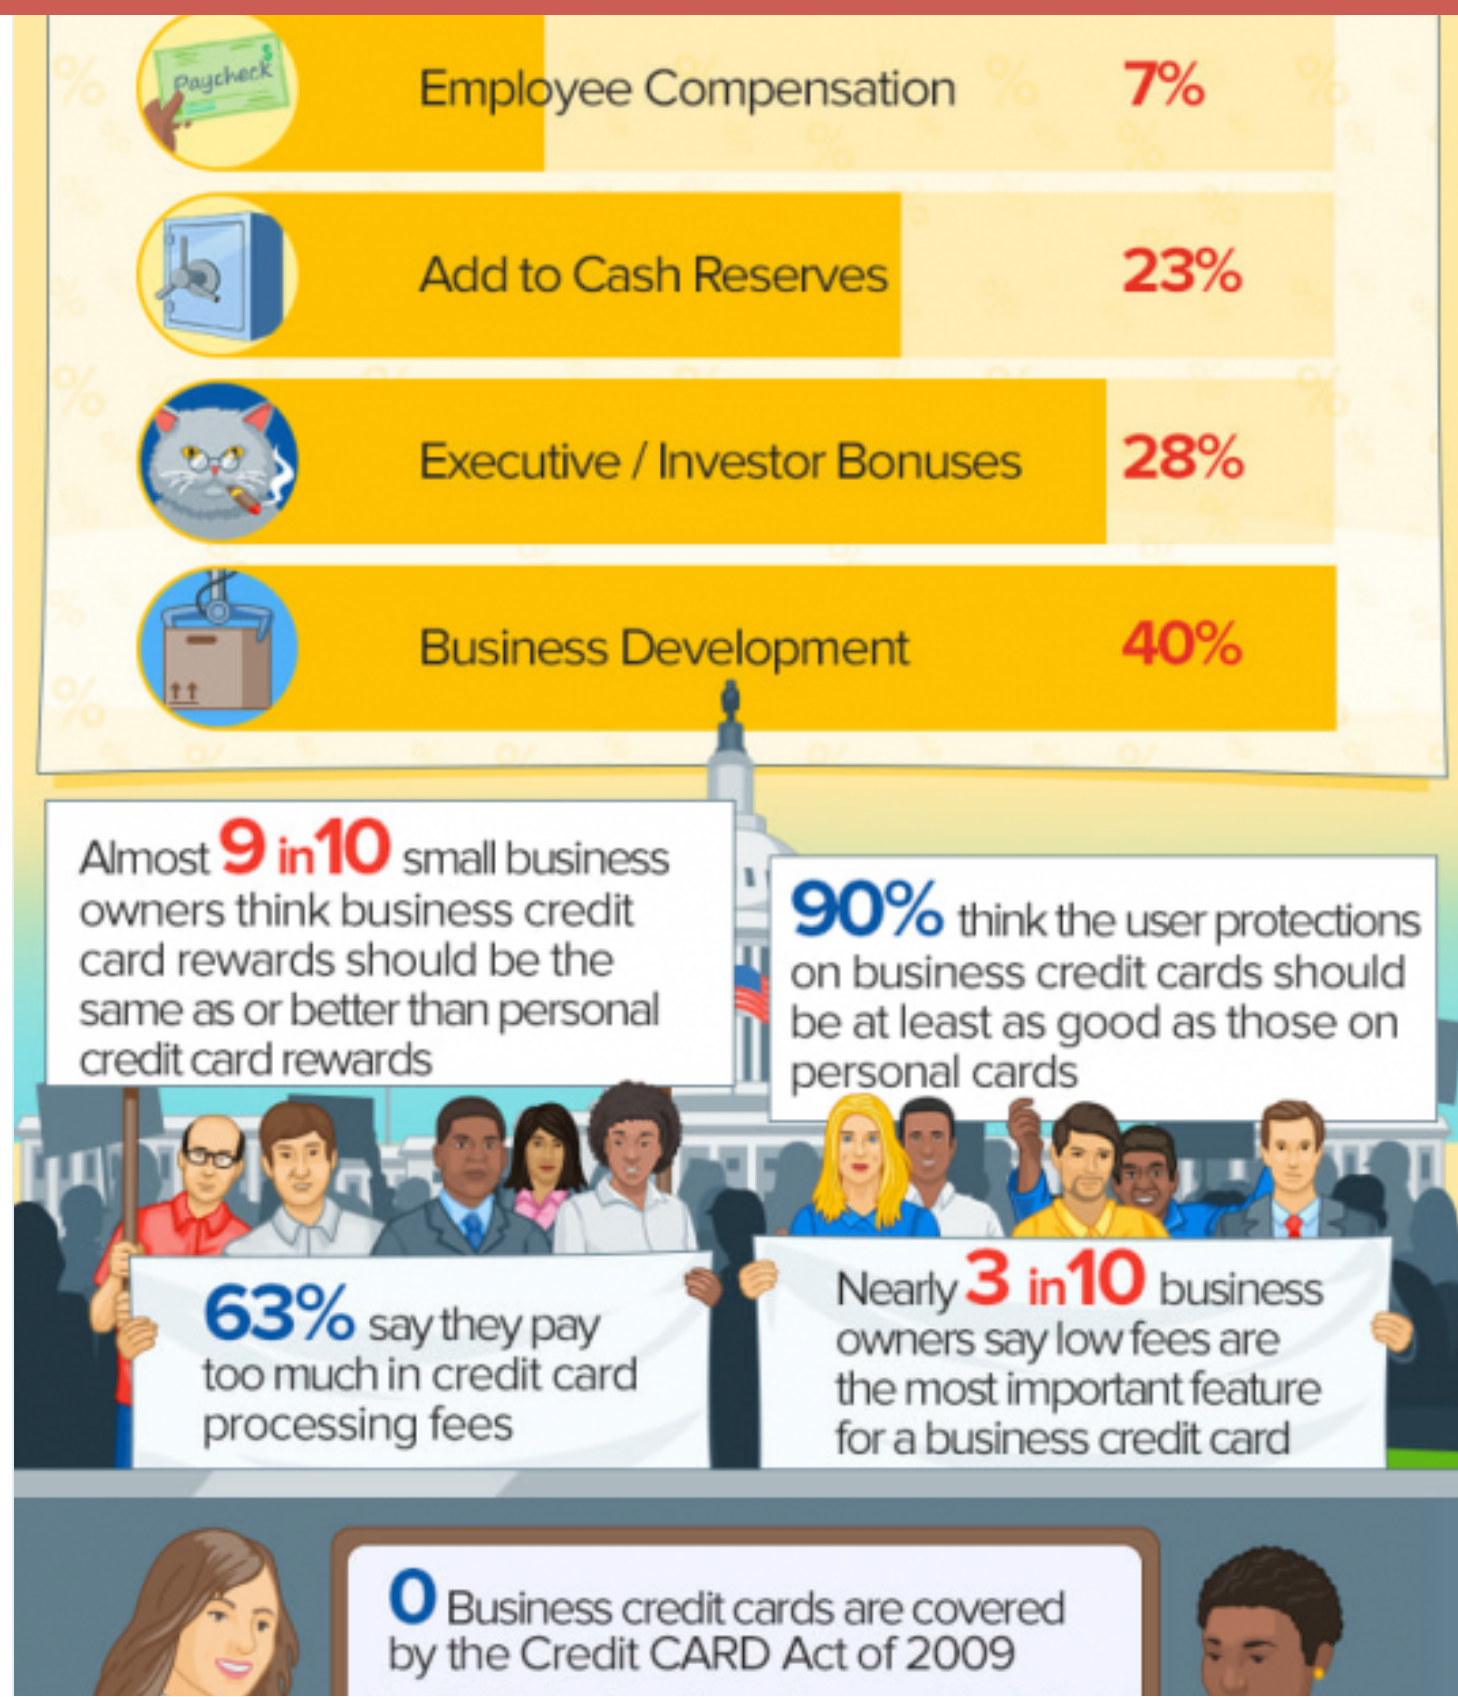 Paycheck $
Employee Compensation 7%
Add to Cash Reserves 23%
Executive / Investor Bonuses 28%
Business Development 40%
Almost 9 in 10 small business
owners think business credit
card rewards should be the
same as or better than personal
credit card rewards
90% think the user protections
on business credit cards should
be at least as good as those on
personal cards
63% say they pay
too much in credit card
processing fees
Nearly 3 in 10 business
owners say low fees are
the most important feature
for a business credit card
0 Business credit cards are covered
by the Credit CARD Act of 2009